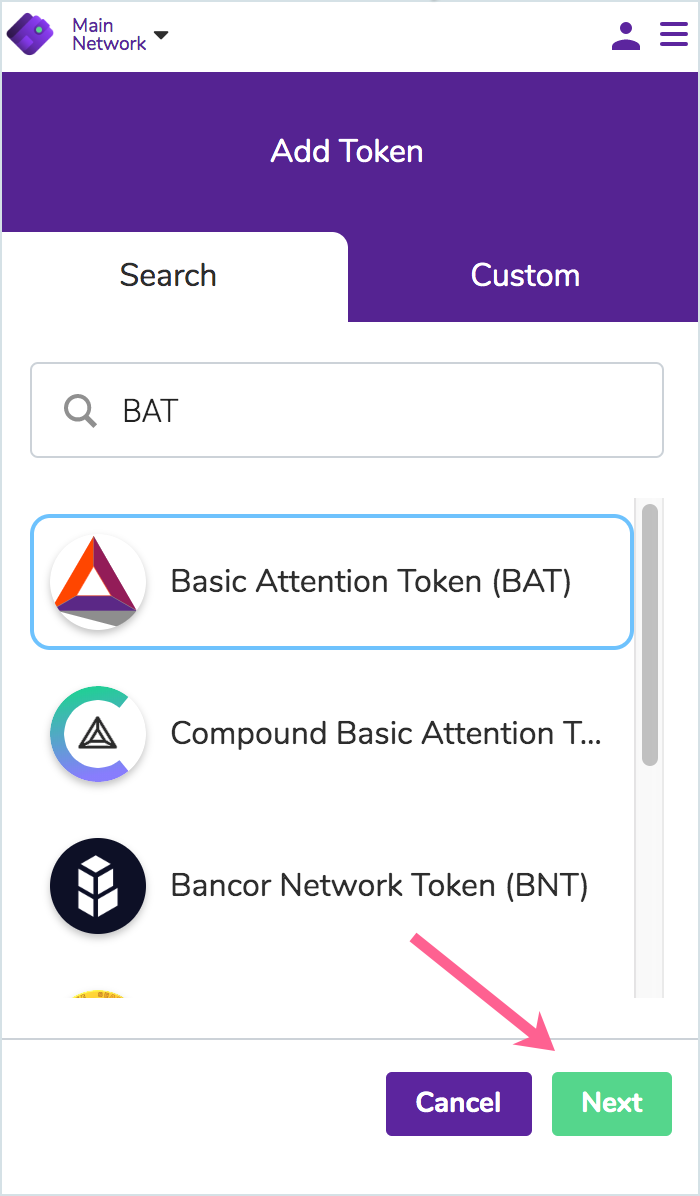 Main
Network
Add Token
Search
Custom
BAT
Basic Attention Token (BAT)
Compound Basic Attention T...
Bancor Network Token (BNT)
Cancel
Next